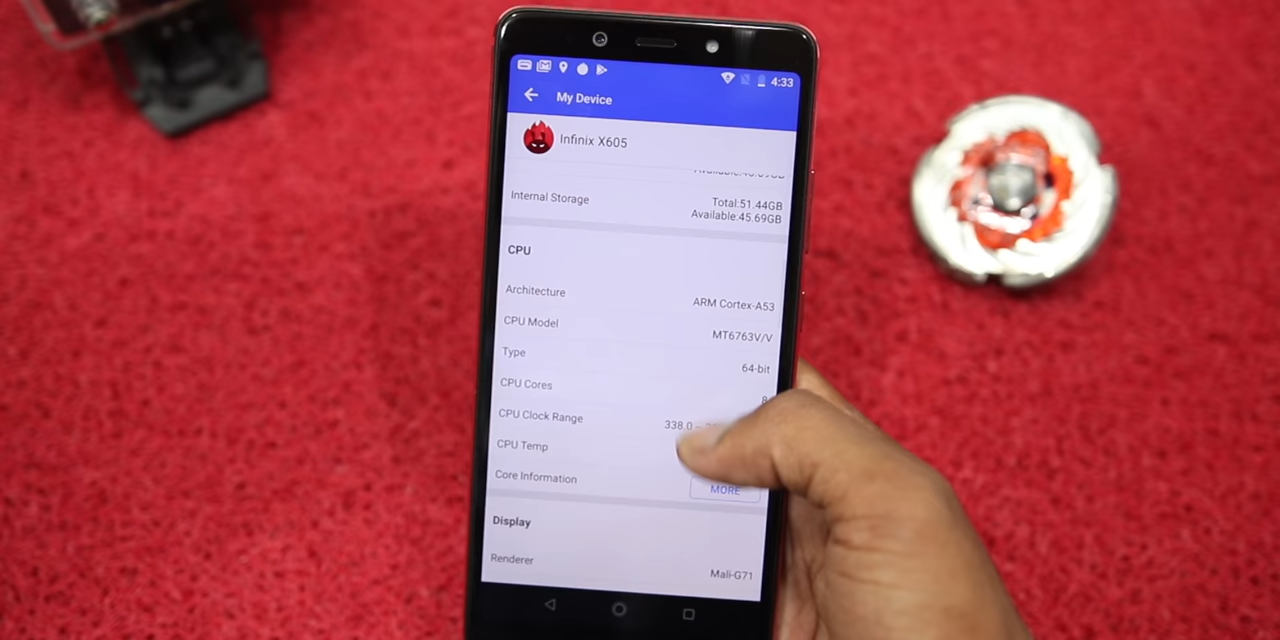 4:33
My Device
Infinix X605
Internal Storage
Total:51.44GB
Available:45.69GB
CPU
Architecture ARM Cortex-A53
CPU Model MT6763V/V
Type 64-bit
CPU Cores 8
CPU Clock Range 338.0
CPU Temp
Core Information MORE
Display
Renderer Mali-G71